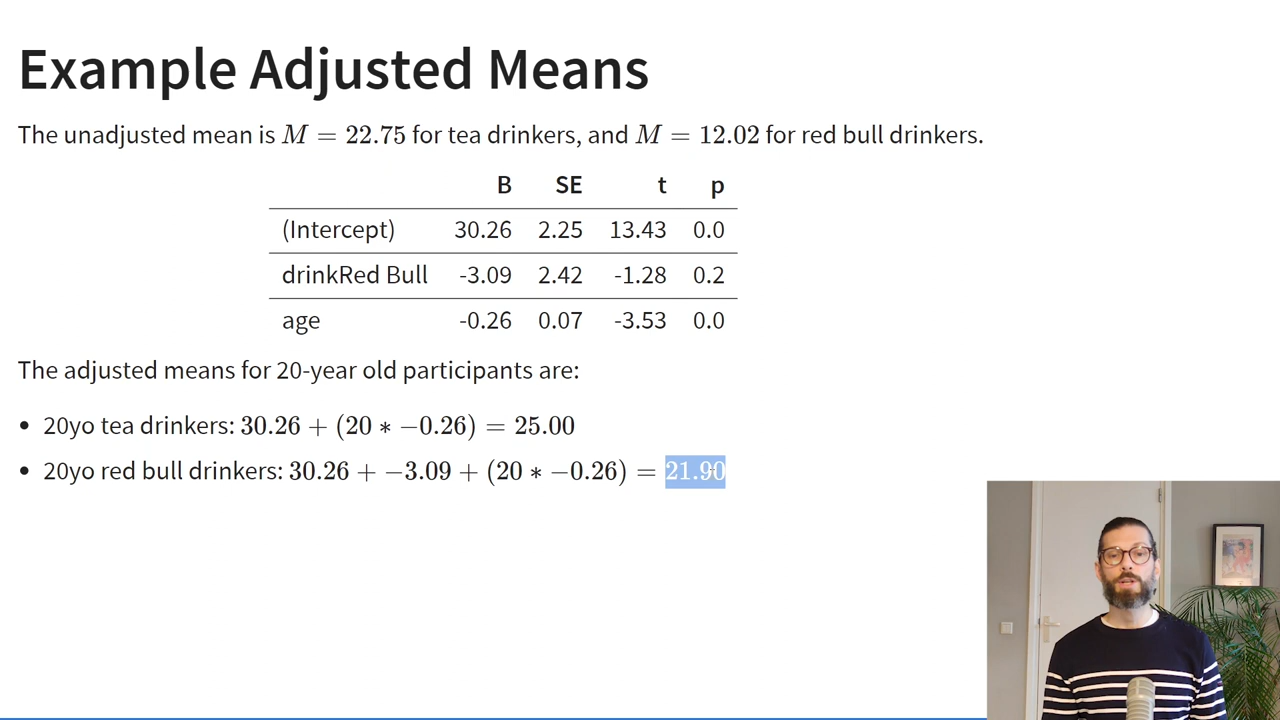 Example Adjusted Means
The unadjusted mean is M = 22.75 for tea drinkers, and M = 12.02 for red bull drinkers.
B SE t p
(Intercept) 30.26 2.25 13.43 0.0
drinkRed Bull -3.09 2.42 -1.28 0.2
age -0.26 0.07 -3.53 0.0
The adjusted means for 20-year old participants are:
• 20yo tea drinkers: 30.26 + (20 ∗ −0.26) = 25.00
• 20yo red bull drinkers: 30.26 + −3.09 + (20 ∗ −0.26) = 21.90